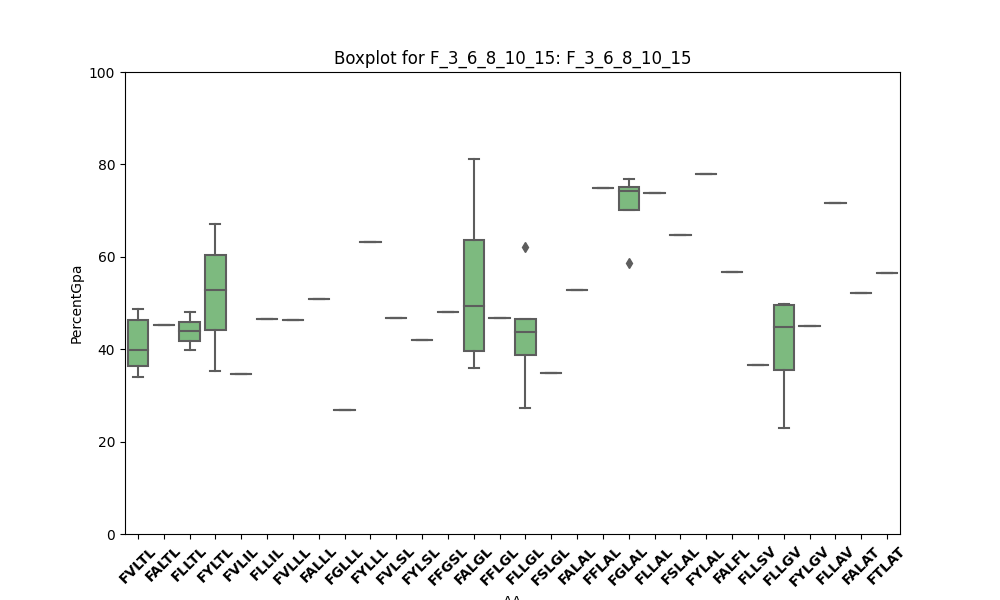 Boxplot for F_3_6_8_10_15: F_3_6_8_10_15
100
80
60
40
20
0
PercentGpa
FVLTL
FALTL
FLLTL
FYLTL
FVLIL
FLLIL
FVLLL
FALLL
FGLLL
FYLLL
FVLSL
FYLSL
FFGSL
FALGL
FFLGL
FLLGL
FSLGL
FALAL
FFLAL
FGLAL
FLLAL
FSLAL
FYLAL
FALFL
FLLSV
FLLGV
FYLGV
FLLAV
FALAT
FTLAT
AA